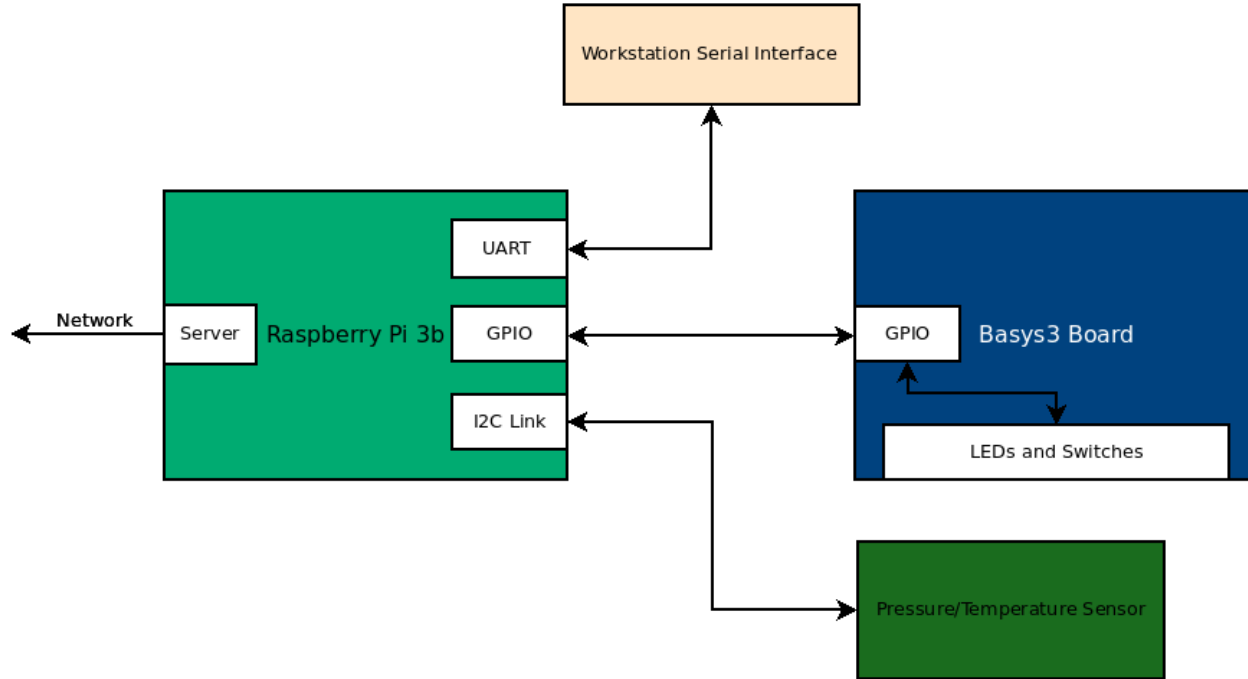 Workstation Serial Interface
UART
Network
Server
Raspberry Pi 3b
GPIO
GPIO
Basys3 Board
I2C Link
LEDs and Switches
Pressure/Temperature Sensor